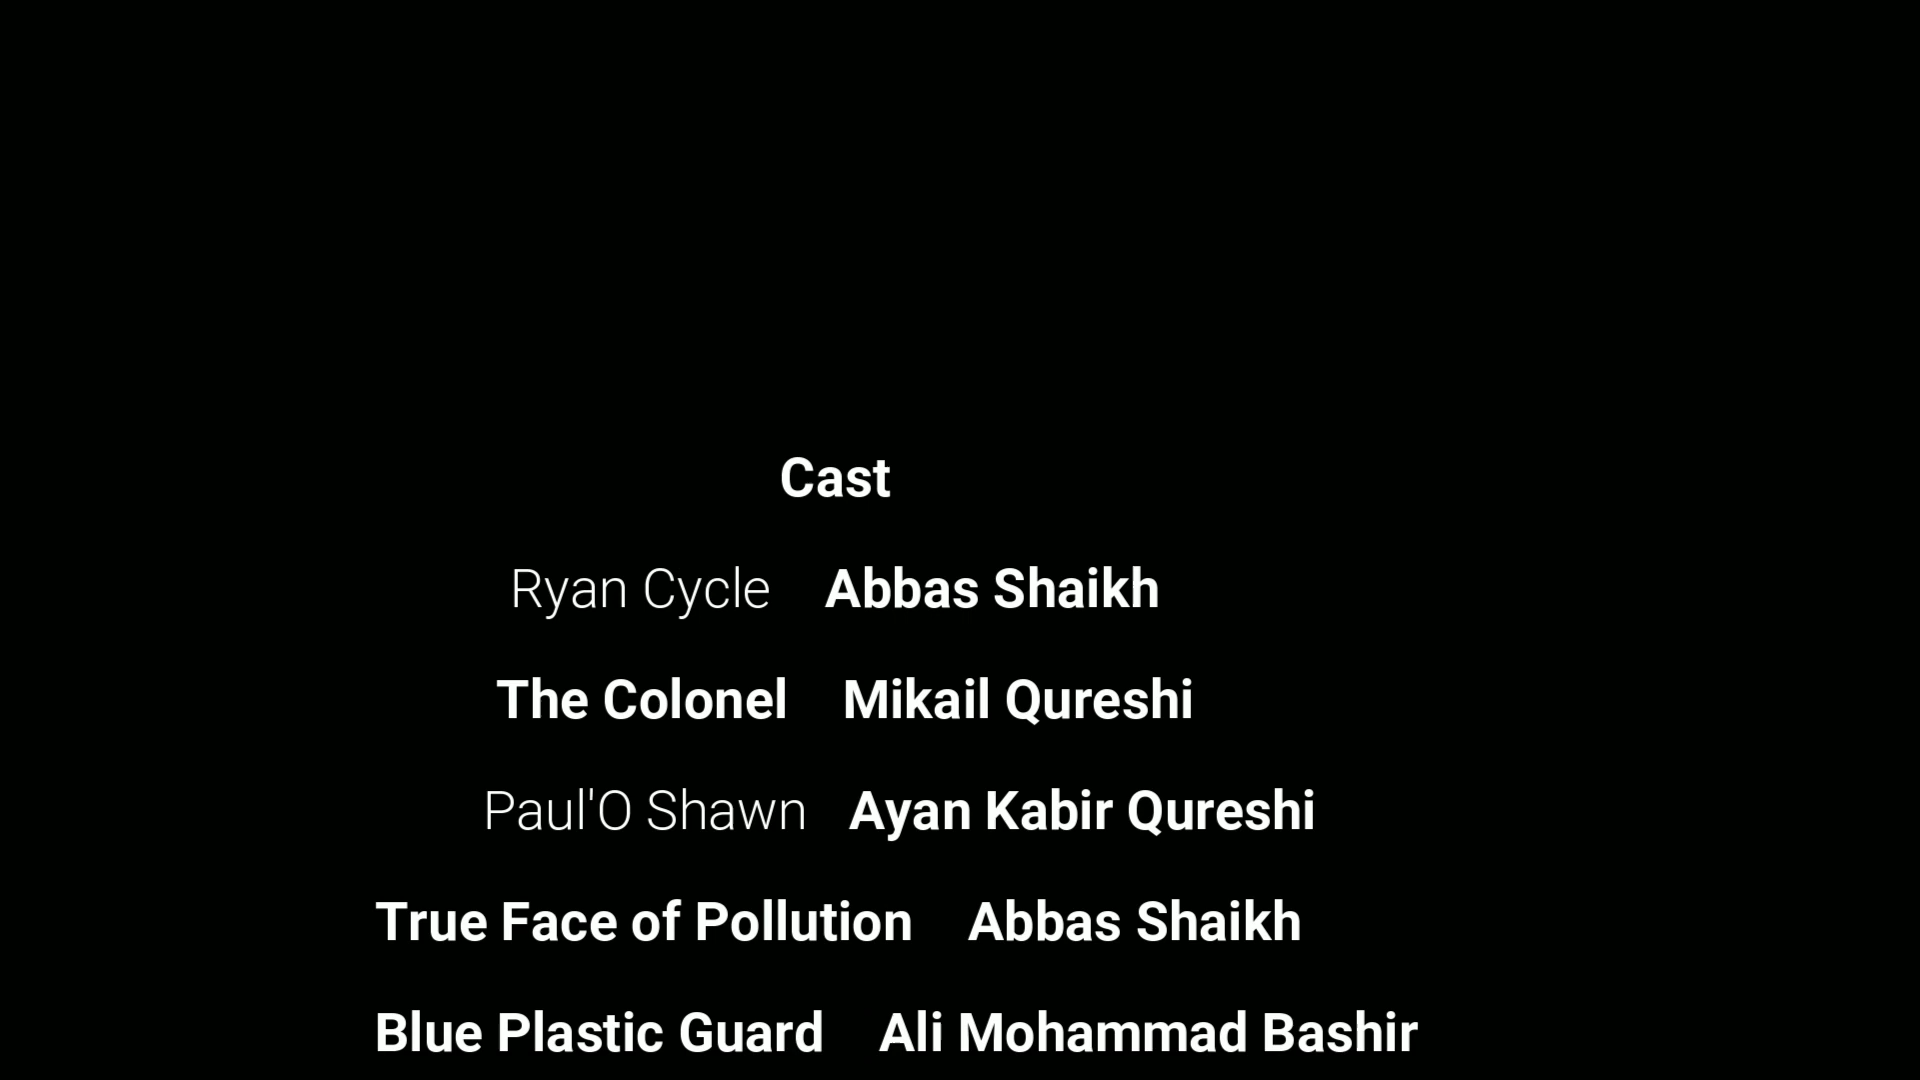 Cast
Ryan Cycle Abbas Shaikh
The Colonel Mikail Qureshi
Paul'O Shawn Ayan Kabir Qureshi
True Face of Pollution Abbas Shaikh
Blue Plastic Guard Ali Mohammad Bashir